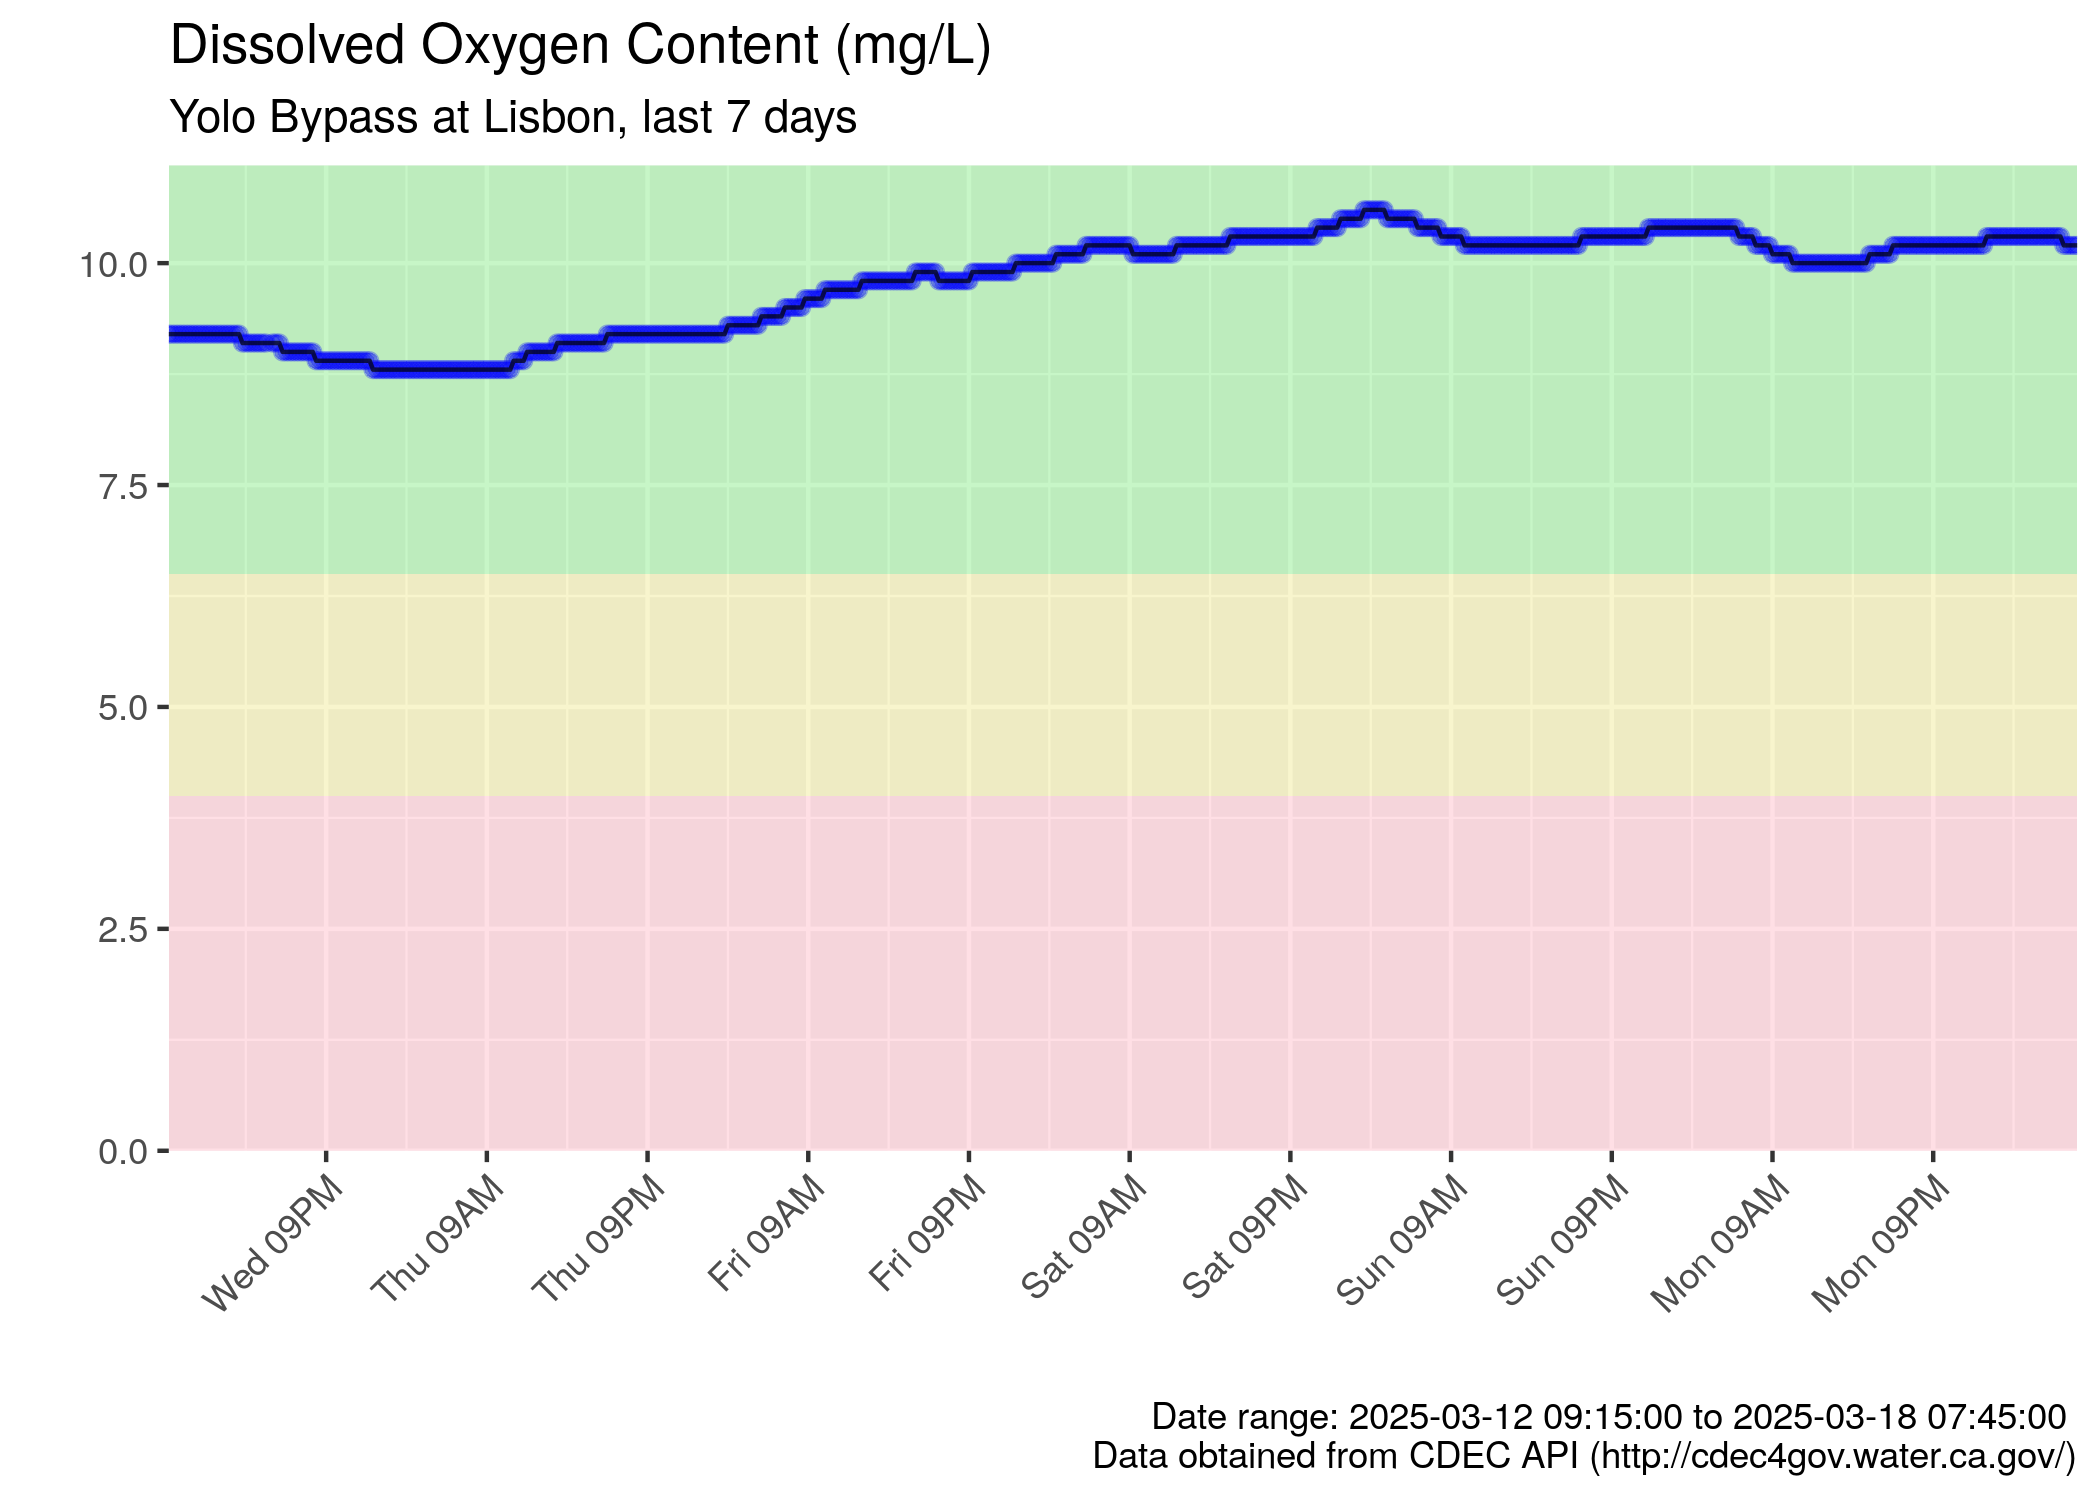 Dissolved Oxygen Content (mg/L)
Yolo Bypass at Lisbon, last 7 days
10.0
7.5
5.0
2.5
0.0
Wed 09PM
Thu 09AM
Thu 09PM
Fri 09AM
Fri 09PM
Sat 09AM
Sat 09PM
Sun 09AM
Sun 09PM
Mon 09AM
Mon 09PM
Date range: 2025-03-12 09:15:00 to 2025-03-18 07:45:00
Data obtained from CDEC API (http://cdec4gov.water.ca.gov/)